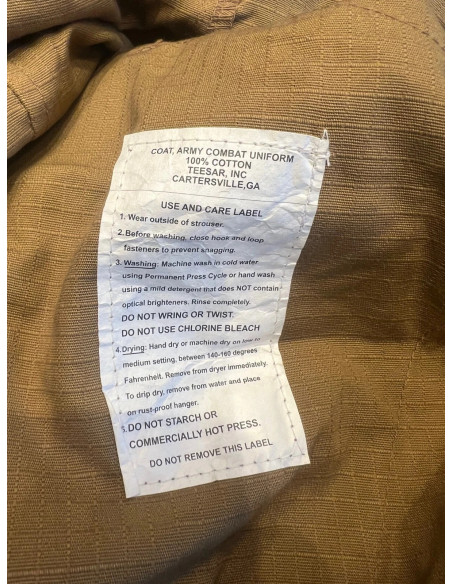 COAT, ARMY COMBAT UNIFORM
100% COTTON
TEESAR, INC
CARTERSVILLE,GA
USE AND CARE LABEL
1. Wear outside of strouser.
2. Before washing, close hook and loop
fasteners to prevent snagging.
3. Washing: Machine wash in cold water
using Permanent Press Cycle or hand wash
using a mild detergent that does NOT contain
optical brighteners. Rinse completely.
DO NOT WRING OR TWIST.
DO NOT USE CHLORINE BLEACH
4. Drying: Hand dry or machine dry on low to
medium setting, between 140-160 degrees
Fahrenheit. Remove from dryer immediately.
To drip dry, remove from water and place
on rust-proof hanger.
5. DO NOT STARCH OR
COMMERCIALLY HOT PRESS.
DO NOT REMOVE THIS LABEL